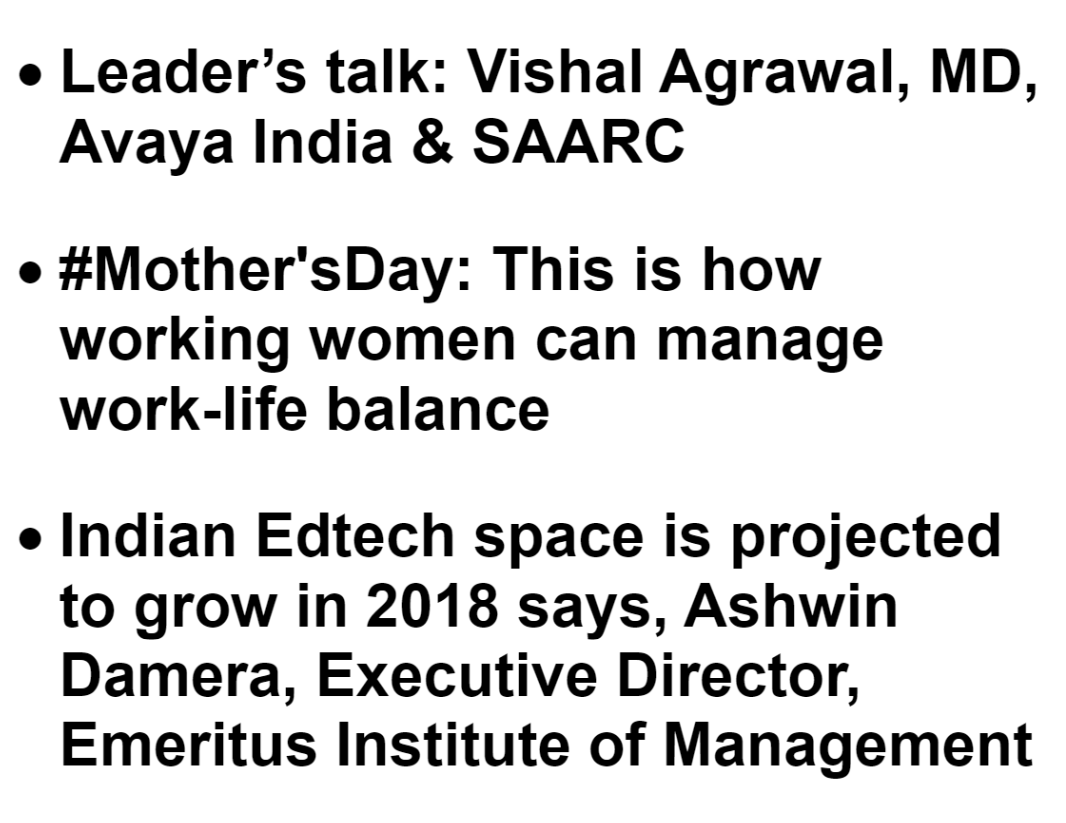 • Leader’s talk: Vishal Agrawal, MD,
Avaya India & SAARC
• #Mother'sDay: This is how
working women can manage
work-life balance
• Indian Edtech space is projected
to grow in 2018 says, Ashwin
Damera, Executive Director,
Emeritus Institute of Management